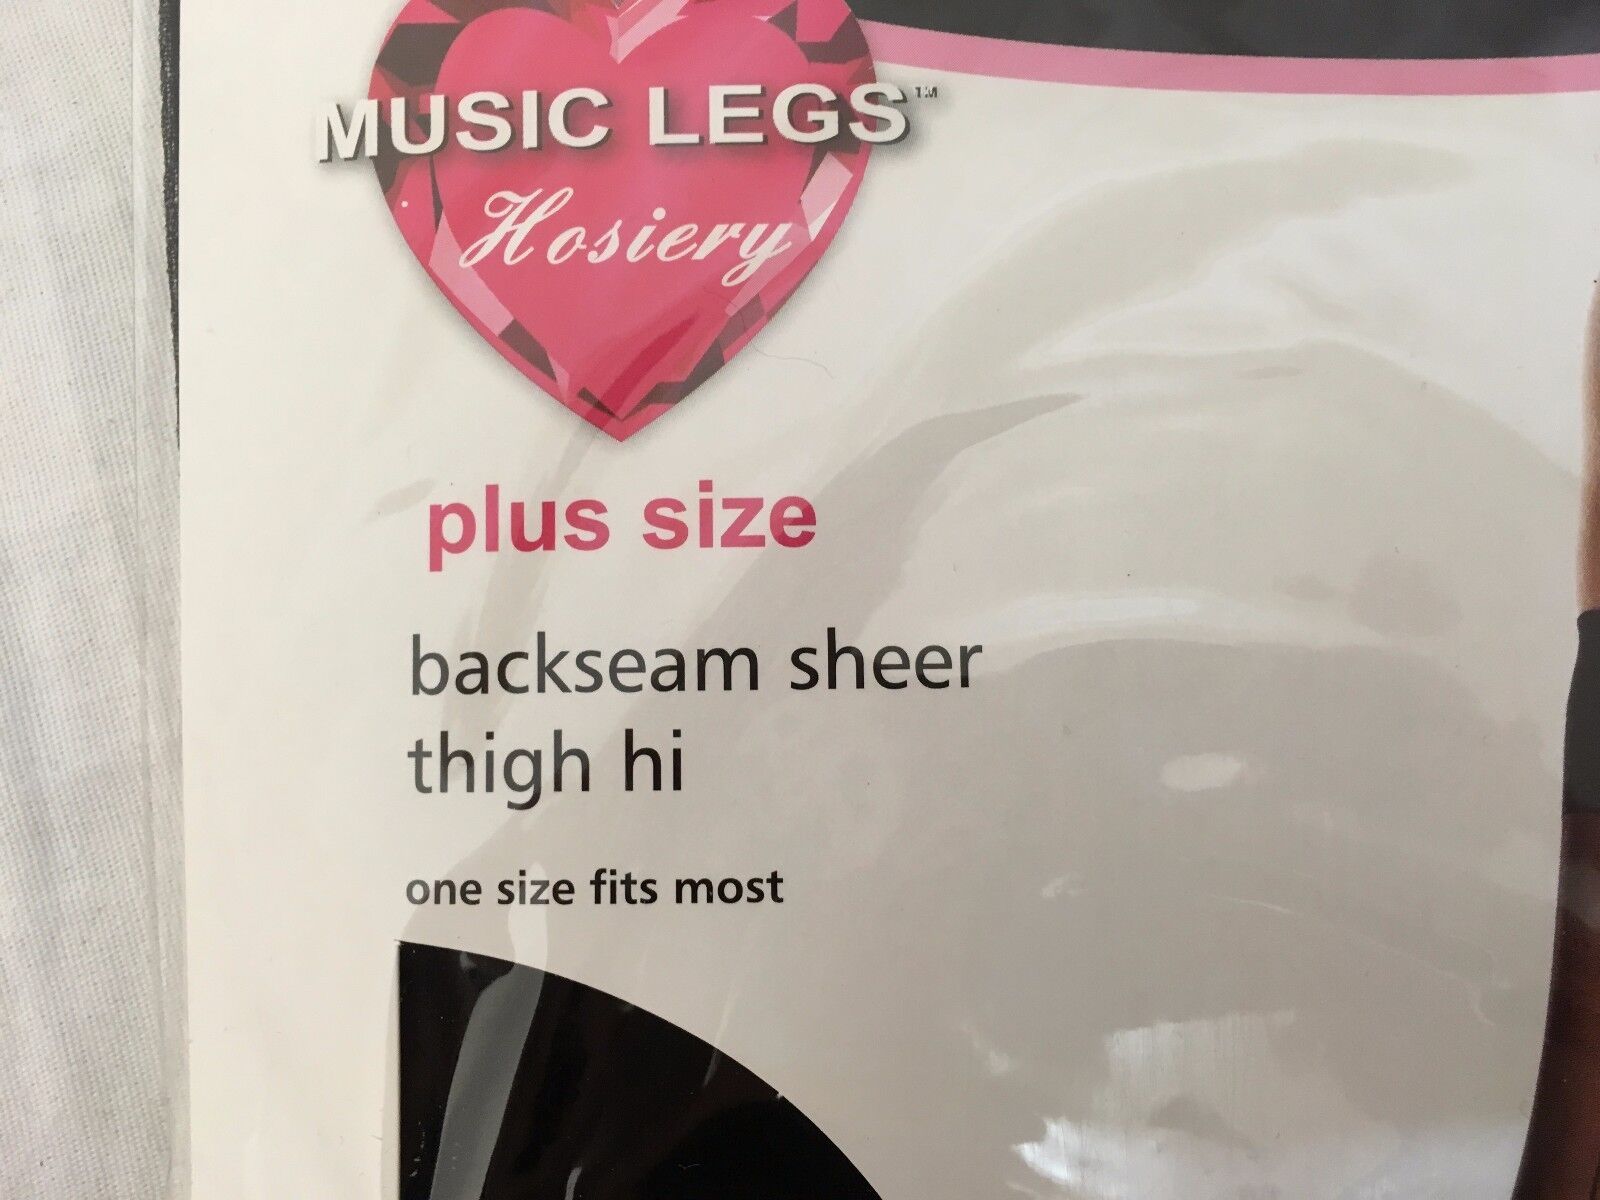 MUSIC LEGS™
Hosiery
plus size
backseam sheer
thigh hi
one size fits most